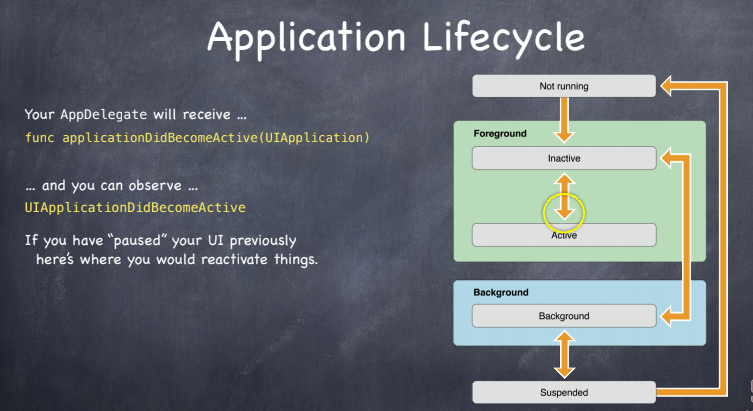 Application Lifecycle
Your AppDelegate will receive ...
func applicationDidBecomeActive(UIApplication)
... and you can observe ...
UIApplicationDidBecomeActive
If you have “paused” your UI previously
here’s where you would reactivate things.
Not running
Foreground
Inactive
Active
Background
Background
Suspended